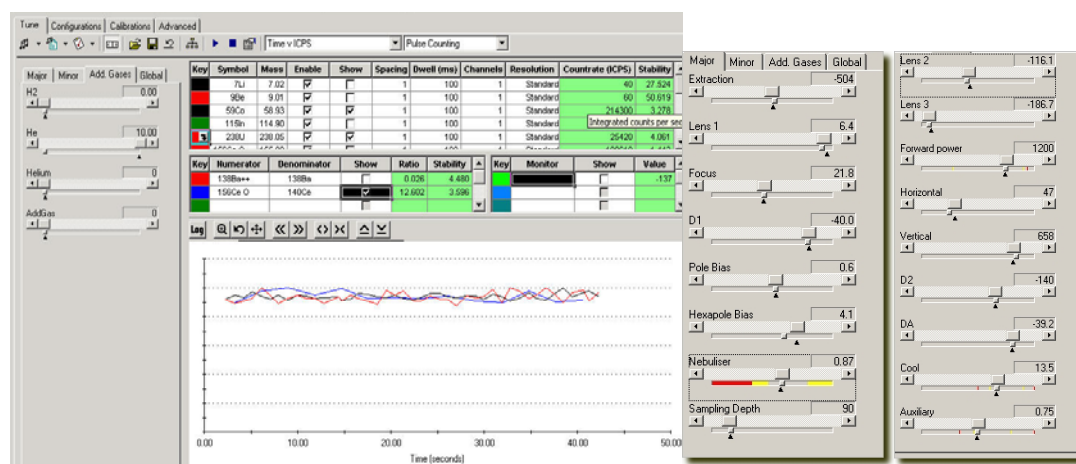 Tune Configurations Calibrations Advanced
Time v ICPS Pulse Counting
Major Minor Add. Gases Global
H2 0.00
He 10.00
Helium 0
AddGas 0
Key Symbol Mass Enable Show Spacing Dwell (ms) Channels Resolution Countrate (ICPS) Stability
7Li 7.02 1 100 1 Standard 40 27.524
9Be 9.01 1 100 1 Standard 60 50.619
59Co 58.93 1 100 1 Standard 214300 3.278
115In 114.90 1 100 1 Standard
Integrated counts per sec
238U 238.05 1 100 1 Standard 25420 4.061
Key Numerator Denominator Show Ratio Stability
138Ba++ 138Ba 0.026 4.480
156Ce O 140Ce 12.602 3.596
Key Monitor Show Value
-137
Log
0.00 10.00 20.00 30.00 40.00 50.00
Time (seconds)
Major Minor Add. Gases Global
Extraction -504
Lens 1 6.4
Focus 21.8
D1 -40.0
Pole Bias 0.6
Hexapole Bias 4.1
Nebuliser 0.87
Sampling Depth 90
Lens 2 -116.1
Lens 3 -186.7
Forward power 1200
Horizontal 47
Vertical 658
D2 -140
DA -39.2
Cool 13.5
Auxiliary 0.75